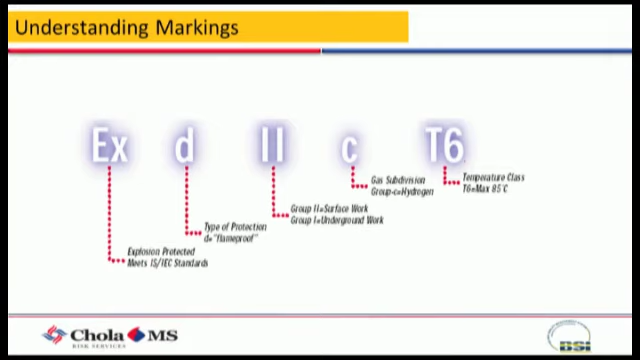 Understanding Markings
Ex d II c T6
Gas Subdivision
Group-c=Hydrogen
Temperature Class
T6=Max 85°C
Group II=Surface Work
Group I=Underground Work
Type of Protection
d= "flameproof"
Explosion Protected
Meets IS/IEC Standards
Chola MS
RISK SERVICES
BSI